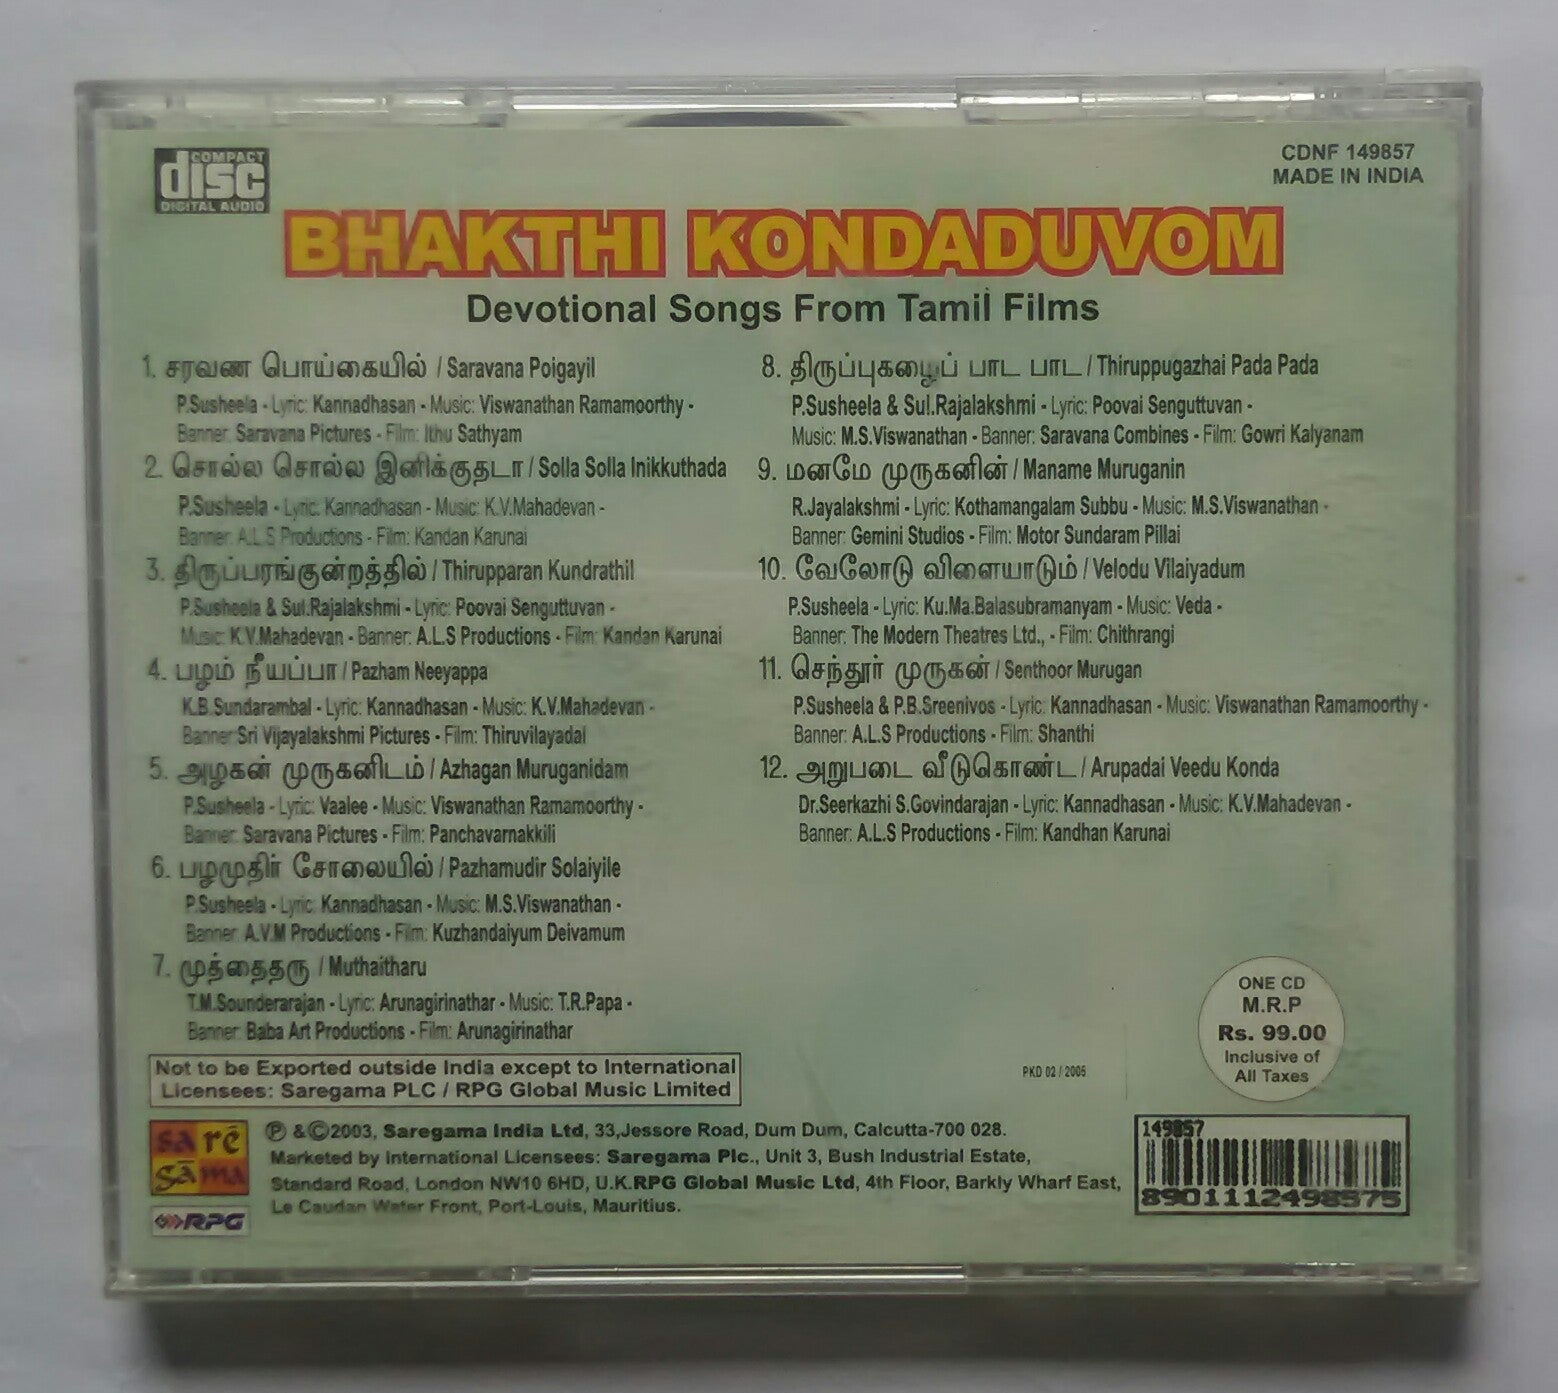 COMPACT
disc
DIGITAL AUDIO
CDNF 149857
MADE IN INDIA
BHAKTHI KONDADUVOM
Devotional Songs From Tamil Films
1. சரவண பொய்கையில் / Saravana Poigayil
P.Susheela - Lyric: Kannadhasan - Music: Viswanathan Ramamoorthy -
Banner: Saravana Pictures - Film: Ithu Sathyam
2. சொல்ல சொல்ல இனிக்குதடா / Solla Solla Inikkuthada
P.Susheela - Lyric: Kannadhasan - Music: K.V.Mahadevan -
Banner: A.L.S Productions - Film: Kandan Karunai
3. திருப்பரங்குன்றத்தில் / Thirupparan Kundrathil
P.Susheela & Sul.Rajalakshmi - Lyric: Poovai Senguttuvan -
Music: K.V.Mahadevan - Banner: A.L.S Productions - Film: Kandan Karunai
4. பழம் நீயப்பா / Pazham Neeyappa
K.B.Sundarambal - Lyric: Kannadhasan - Music: K.V.Mahadevan -
Banner Sri Vijayalakshmi Pictures - Film: Thiruvilayadal
5. அழகன் முருகனிடம் / Azhagan Muruganidam
P.Susheela - Lyric: Vaalee - Music: Viswanathan Ramamoorthy -
Banner: Saravana Pictures - Film: Panchavarnakkili
6. பழமுதிர் சோலையில் / Pazhamudir Solaiyile
P.Susheela - Lyric: Kannadhasan - Music: M.S.Viswanathan -
Banner: A.V.M Productions - Film: Kuzhandaiyum Deivamum
7. முத்தைதரு / Muthaitharu
T.M.Sounderarajan - Lyric: Arunagirinathar - Music: T.R.Papa -
Banner: Baba Art Productions - Film: Arunagirinathar
8. திருப்புகழைப் பாட பாட / Thiruppugazhai Pada Pada
P.Susheela & Sul.Rajalakshmi - Lyric: Poovai Senguttuvan -
Music: M.S.Viswanathan - Banner: Saravana Combines - Film: Gowri Kalyanam
9. மனமே முருகனின் / Maname Muruganin
R.Jayalakshmi - Lyric: Kothamangalam Subbu - Music: M.S.Viswanathan -
Banner: Gemini Studios - Film: Motor Sundaram Pillai
10. வேலோடு விளையாடும் / Velodu Vilaiyadum
P.Susheela - Lyric: Ku.Ma.Balasubramanyam - Music: Veda -
Banner: The Modern Theatres Ltd., - Film: Chithrangi
11. செந்தூர் முருகன் / Senthoor Murugan
P.Susheela & P.B.Sreenivos - Lyric: Kannadhasan - Music: Viswanathan Ramamoorthy -
Banner: A.L.S Productions - Film: Shanthi
12. அறுபடை வீடுகொண்ட / Arupadai Veedu Konda
Dr.Seerkazhi S.Govindarajan - Lyric: Kannadhasan - Music: K.V.Mahadevan -
Banner: A.L.S Productions - Film: Kandhan Karunai
ONE CD
M.R.P
Rs. 99.00
Inclusive of
All Taxes
PKD 02 / 2005
Not to be Exported outside India except to International
Licensees: Saregama PLC / RPG Global Music Limited
sa rē
gā ma
RPG
℗ &©2003, Saregama India Ltd, 33,Jessore Road, Dum Dum, Calcutta-700 028.
Marketed by International Licensees: Saregama Plc., Unit 3, Bush Industrial Estate,
Standard Road, London NW10 6HD, U.K.RPG Global Music Ltd, 4th Floor, Barkly Wharf East,
Le Caudan Water Front, Port-Louis, Mauritius.
149857
8901112498575